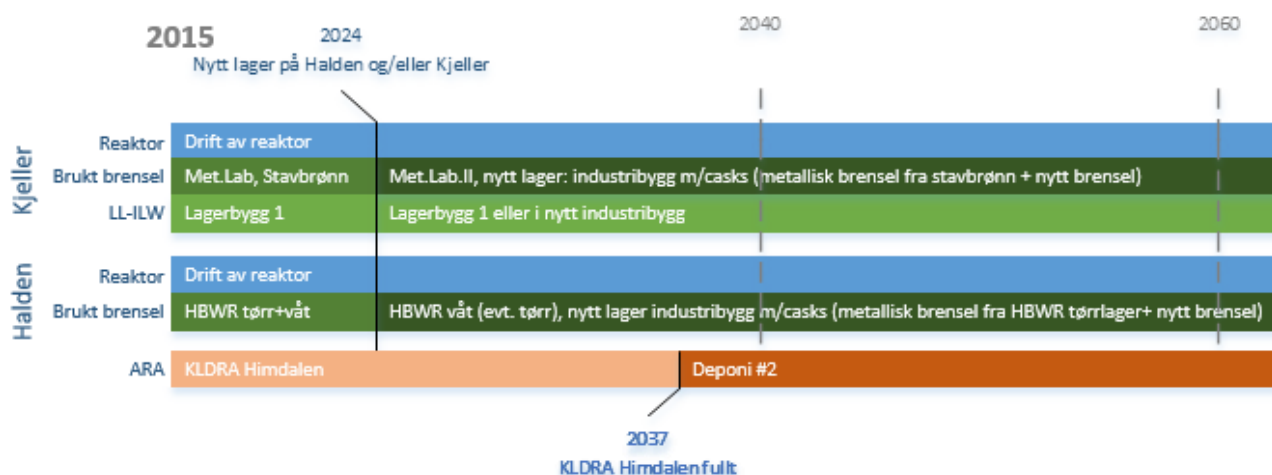 2015
2024
2040
2060
Nytt lager på Halden og/eller Kjeller
Kjeller
Reaktor
Drift av reaktor
Brukt brensel
Met.Lab, Stavbrønn
Met.Lab.II, nytt lager: industribygg m/casks (metallisk brensel fra stavbrønn + nytt brensel)
LL-ILW
Lagerbygg 1
Lagerbygg 1 eller i nytt industribygg
Halden
Reaktor
Drift av reaktor
Brukt brensel
HBWR tørr+våt
HBWR våt (evt. tørr), nytt lager industribygg m/casks (metallisk brensel fra HBWR tørrlager+ nytt brensel)
ARA
KLDRA Himdalen
Deponi #2
2037
KLDRA Himdalen fullt